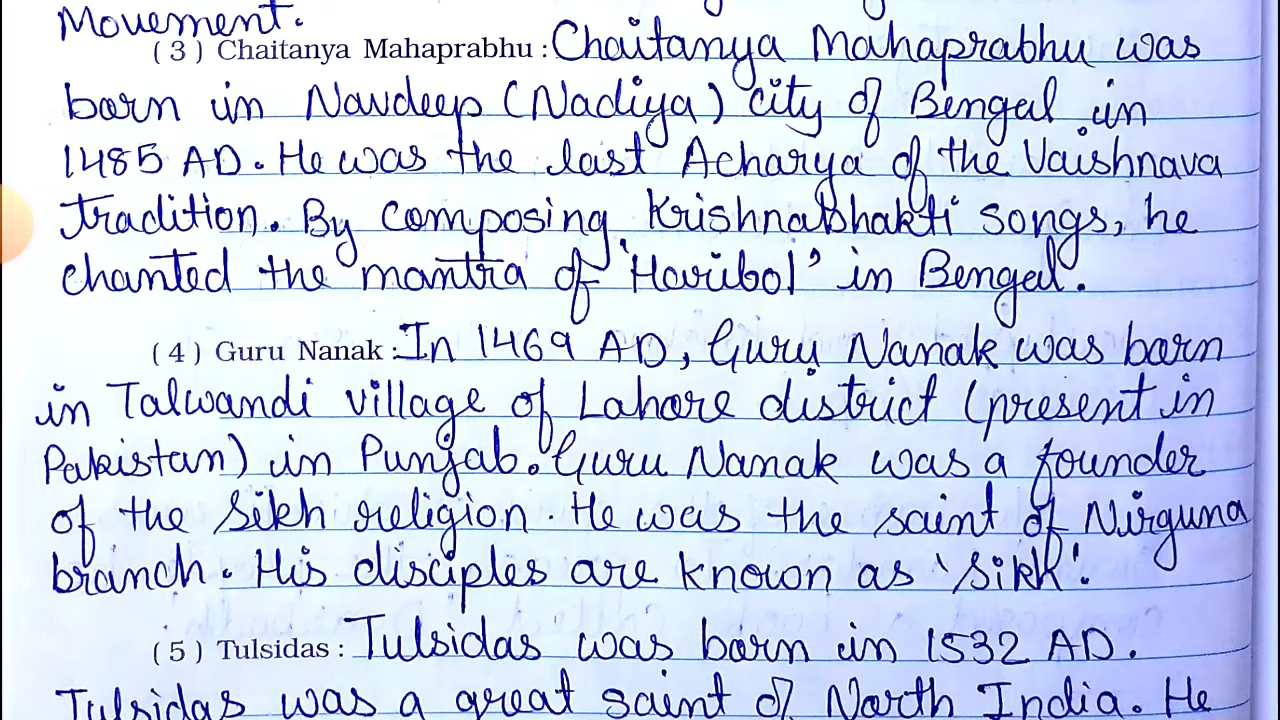 Movement.
( 3 ) Chaitanya Mahaprabhu : Chaitanya Mahaprabhu was
born in Navdeep (Nadiya) city of Bengal in
1485 AD. He was the last Acharya of the Vaishnava
tradition. By composing Krishnabhakti songs, he
chanted the mantra of 'Haribol' in Bengal.
( 4 ) Guru Nanak : In 1469 AD, Guru Nanak was born
in Talwandi village of Lahore district (present in
Pakistan) in Punjab. Guru Nanak was a founder
of the Sikh religion. He was the saint of Nirguna
branch. His disciples are known as 'Sikh'.
( 5 ) Tulsidas : Tulsidas was born in 1532 AD.
Tulsidas was a great saint of North India. He